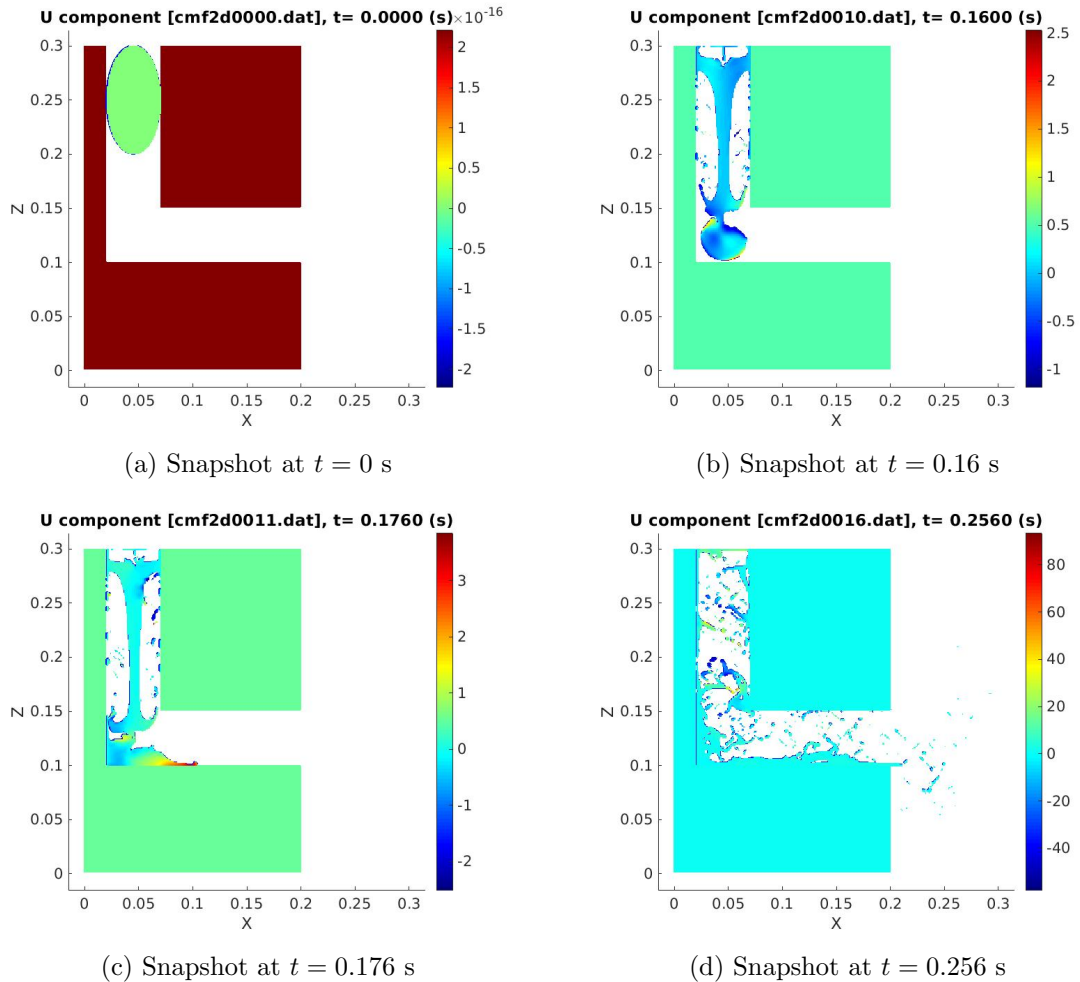 U component [cmf2d0000.dat], t= 0.0000 (s)
×10⁻¹⁶
0.3
0.25
0.2
0.15
0.1
0.05
0
Z
0 0.05 0.1 0.15 0.2 0.25 0.3
X
2
1.5
1
0.5
0
-0.5
-1
-1.5
-2
(a) Snapshot at t = 0 s
U component [cmf2d0010.dat], t= 0.1600 (s)
0.3
0.25
0.2
0.15
0.1
0.05
0
Z
0 0.05 0.1 0.15 0.2 0.25 0.3
X
2.5
2
1.5
1
0.5
0
-0.5
-1
(b) Snapshot at t = 0.16 s
U component [cmf2d0011.dat], t= 0.1760 (s)
0.3
0.25
0.2
0.15
0.1
0.05
0
Z
0 0.05 0.1 0.15 0.2 0.25 0.3
X
3
2
1
0
-1
-2
(c) Snapshot at t = 0.176 s
U component [cmf2d0016.dat], t= 0.2560 (s)
0.3
0.25
0.2
0.15
0.1
0.05
0
Z
0 0.05 0.1 0.15 0.2 0.25 0.3
X
80
60
40
20
0
-20
-40
(d) Snapshot at t = 0.256 s